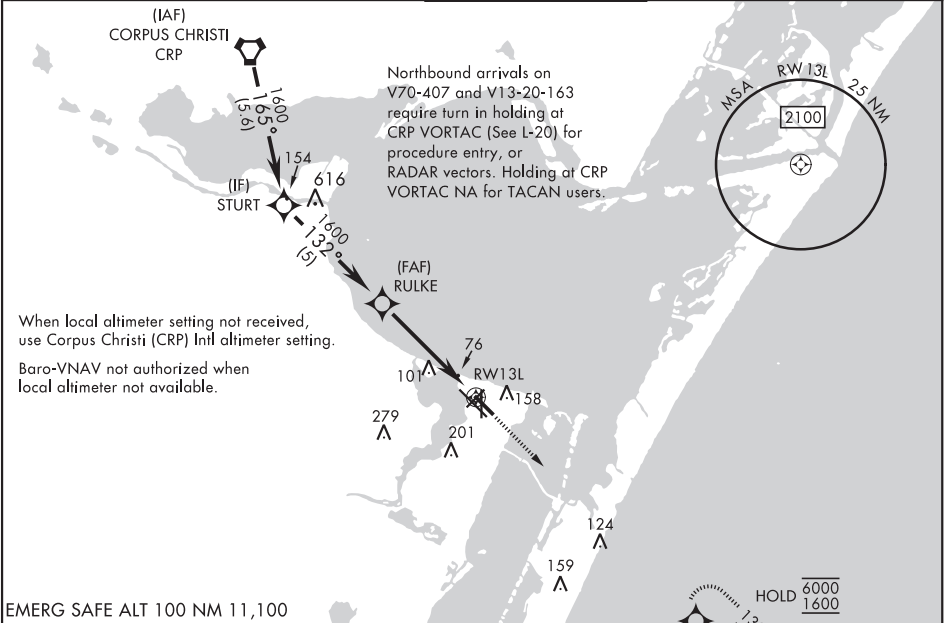 (IAF)
CORPUS CHRISTI
CRP
1600
165°
(5.6)
Northbound arrivals on
V70-407 and V13-20-163
require turn in holding at
CRP VORTAC (See L-20) for
procedure entry, or
RADAR vectors. Holding at CRP
VORTAC NA for TACAN users.
MSA RW 13L 25 NM
2100
154
616
(IF)
STURT
1600
132°
(5)
(FAF)
RULKE
When local altimeter setting not received,
use Corpus Christi (CRP) Intl altimeter setting.
Baro-VNAV not authorized when
local altimeter not available.
76
101
RW13L
158
279
201
124
159
EMERG SAFE ALT 100 NM 11,100
HOLD 6000
1600